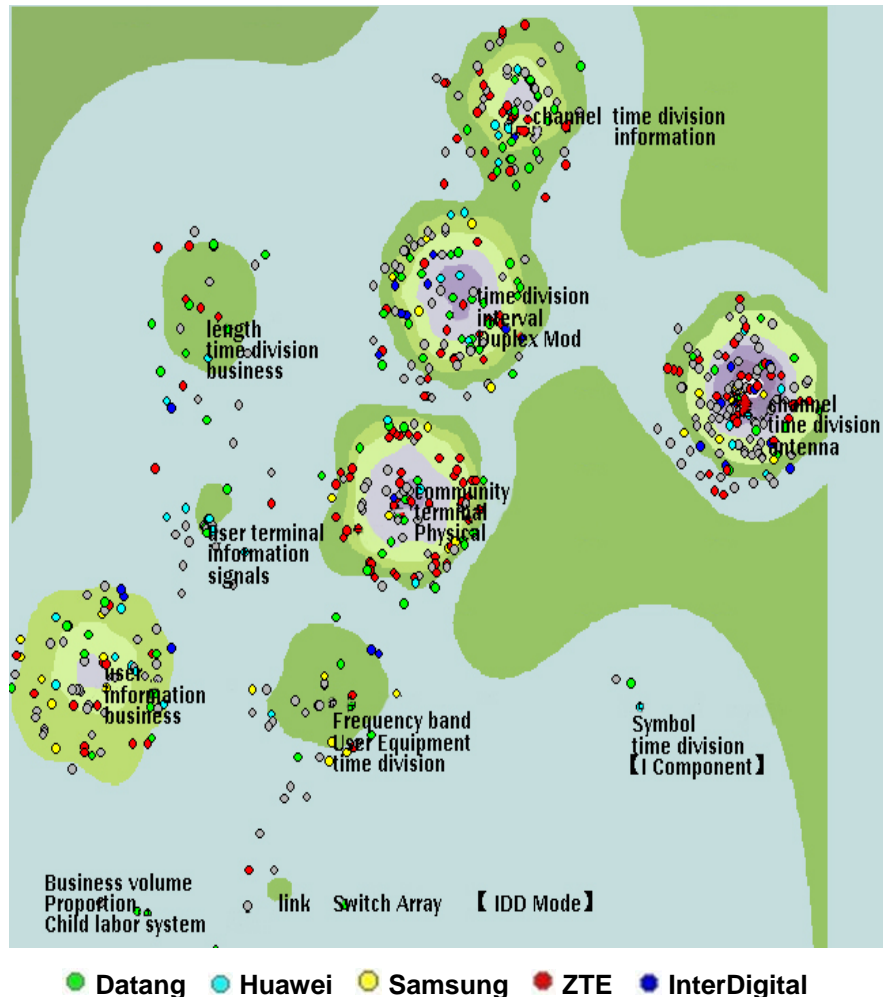 channel time division
information
time division
interval
Duplex Mod
length
time division
business
channel
time division
antenna
community
terminal
Physical
user terminal
information
signals
user
information
business
Frequency band
User Equipment
time division
Symbol
time division
【I Component】
Business volume
Proportion
Child labor system
link Switch Array 【 IDD Mode】
Datang Huawei Samsung ZTE InterDigital